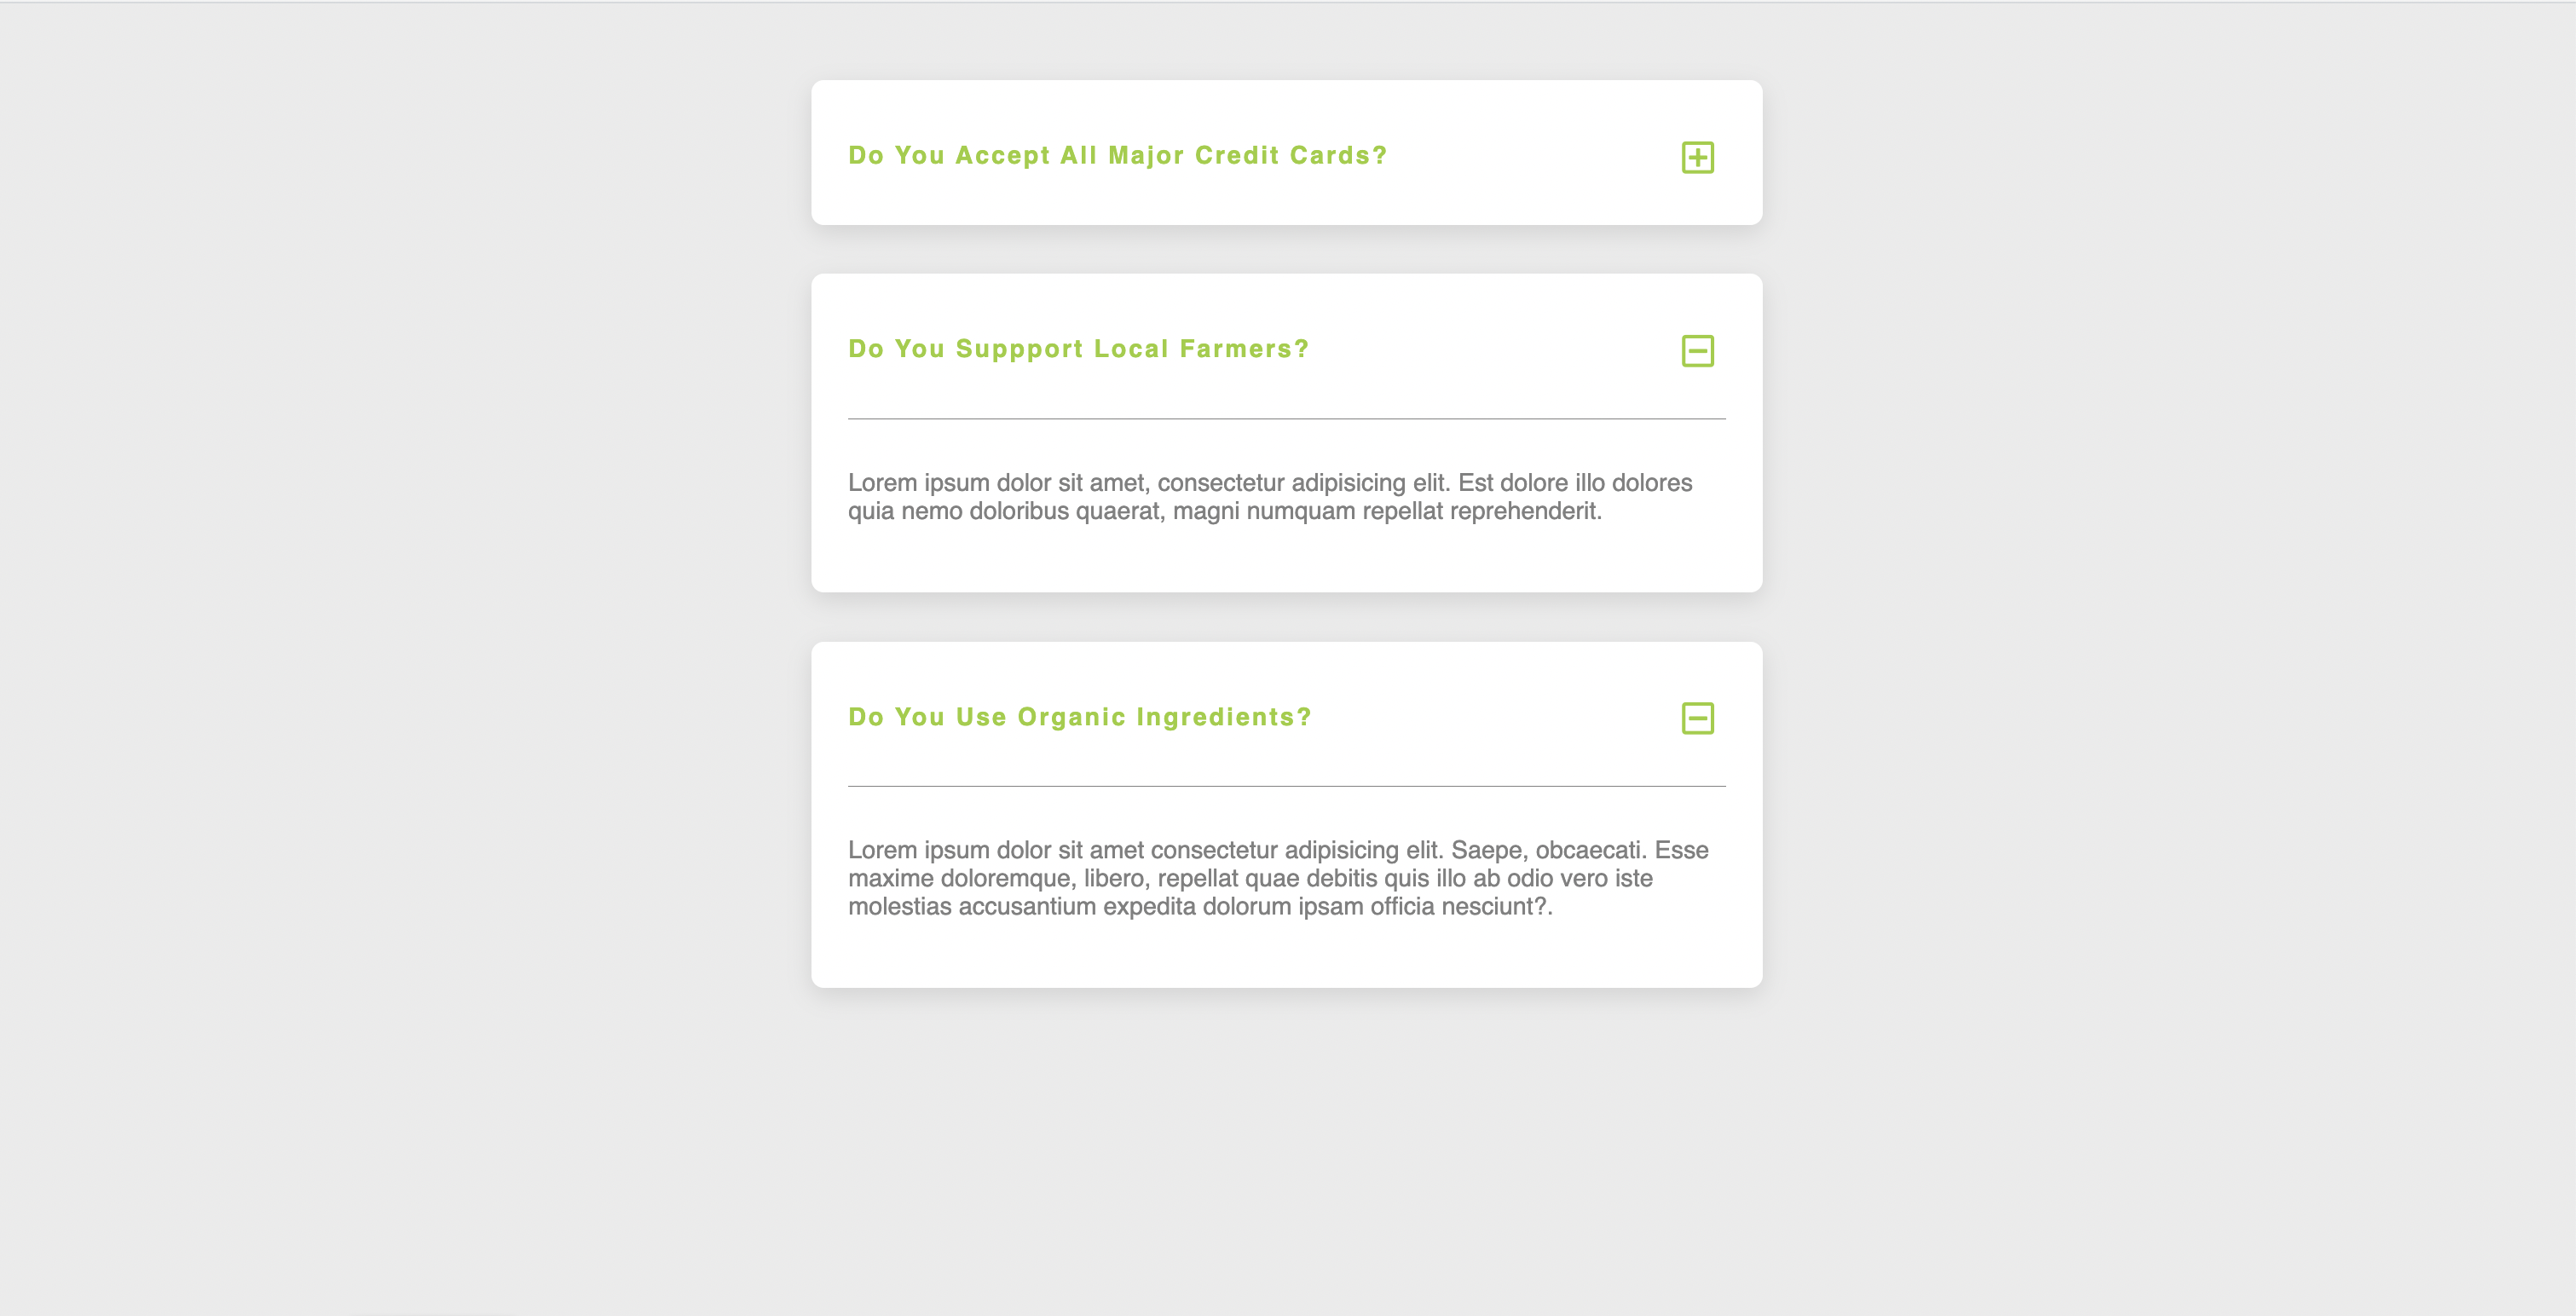 Do You Accept All Major Credit Cards?
Do You Suppport Local Farmers?
Lorem ipsum dolor sit amet, consectetur adipisicing elit. Est dolore illo dolores
quia nemo doloribus quaerat, magni numquam repellat reprehenderit.
Do You Use Organic Ingredients?
Lorem ipsum dolor sit amet consectetur adipisicing elit. Saepe, obcaecati. Esse
maxime doloremque, libero, repellat quae debitis quis illo ab odio vero iste
molestias accusantium expedita dolorum ipsam officia nesciunt?.